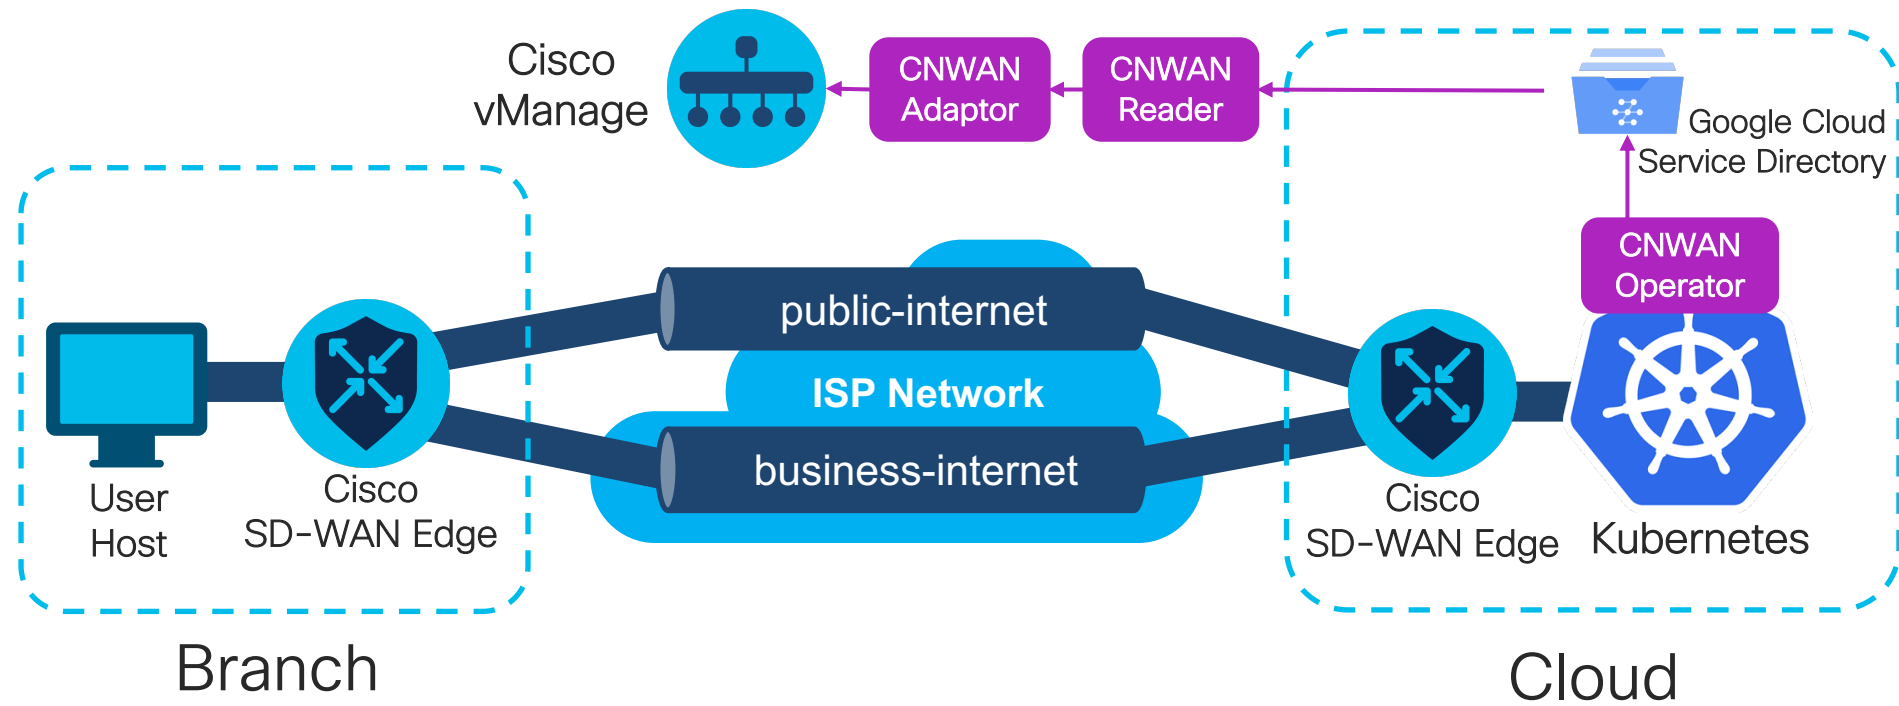 Cisco
vManage
CNWAN
Adaptor
CNWAN
Reader
Google Cloud
Service Directory
CNWAN
Operator
public-internet
ISP Network
business-internet
User
Host
Cisco
SD-WAN Edge
Cisco
SD-WAN Edge
Kubernetes
Branch
Cloud